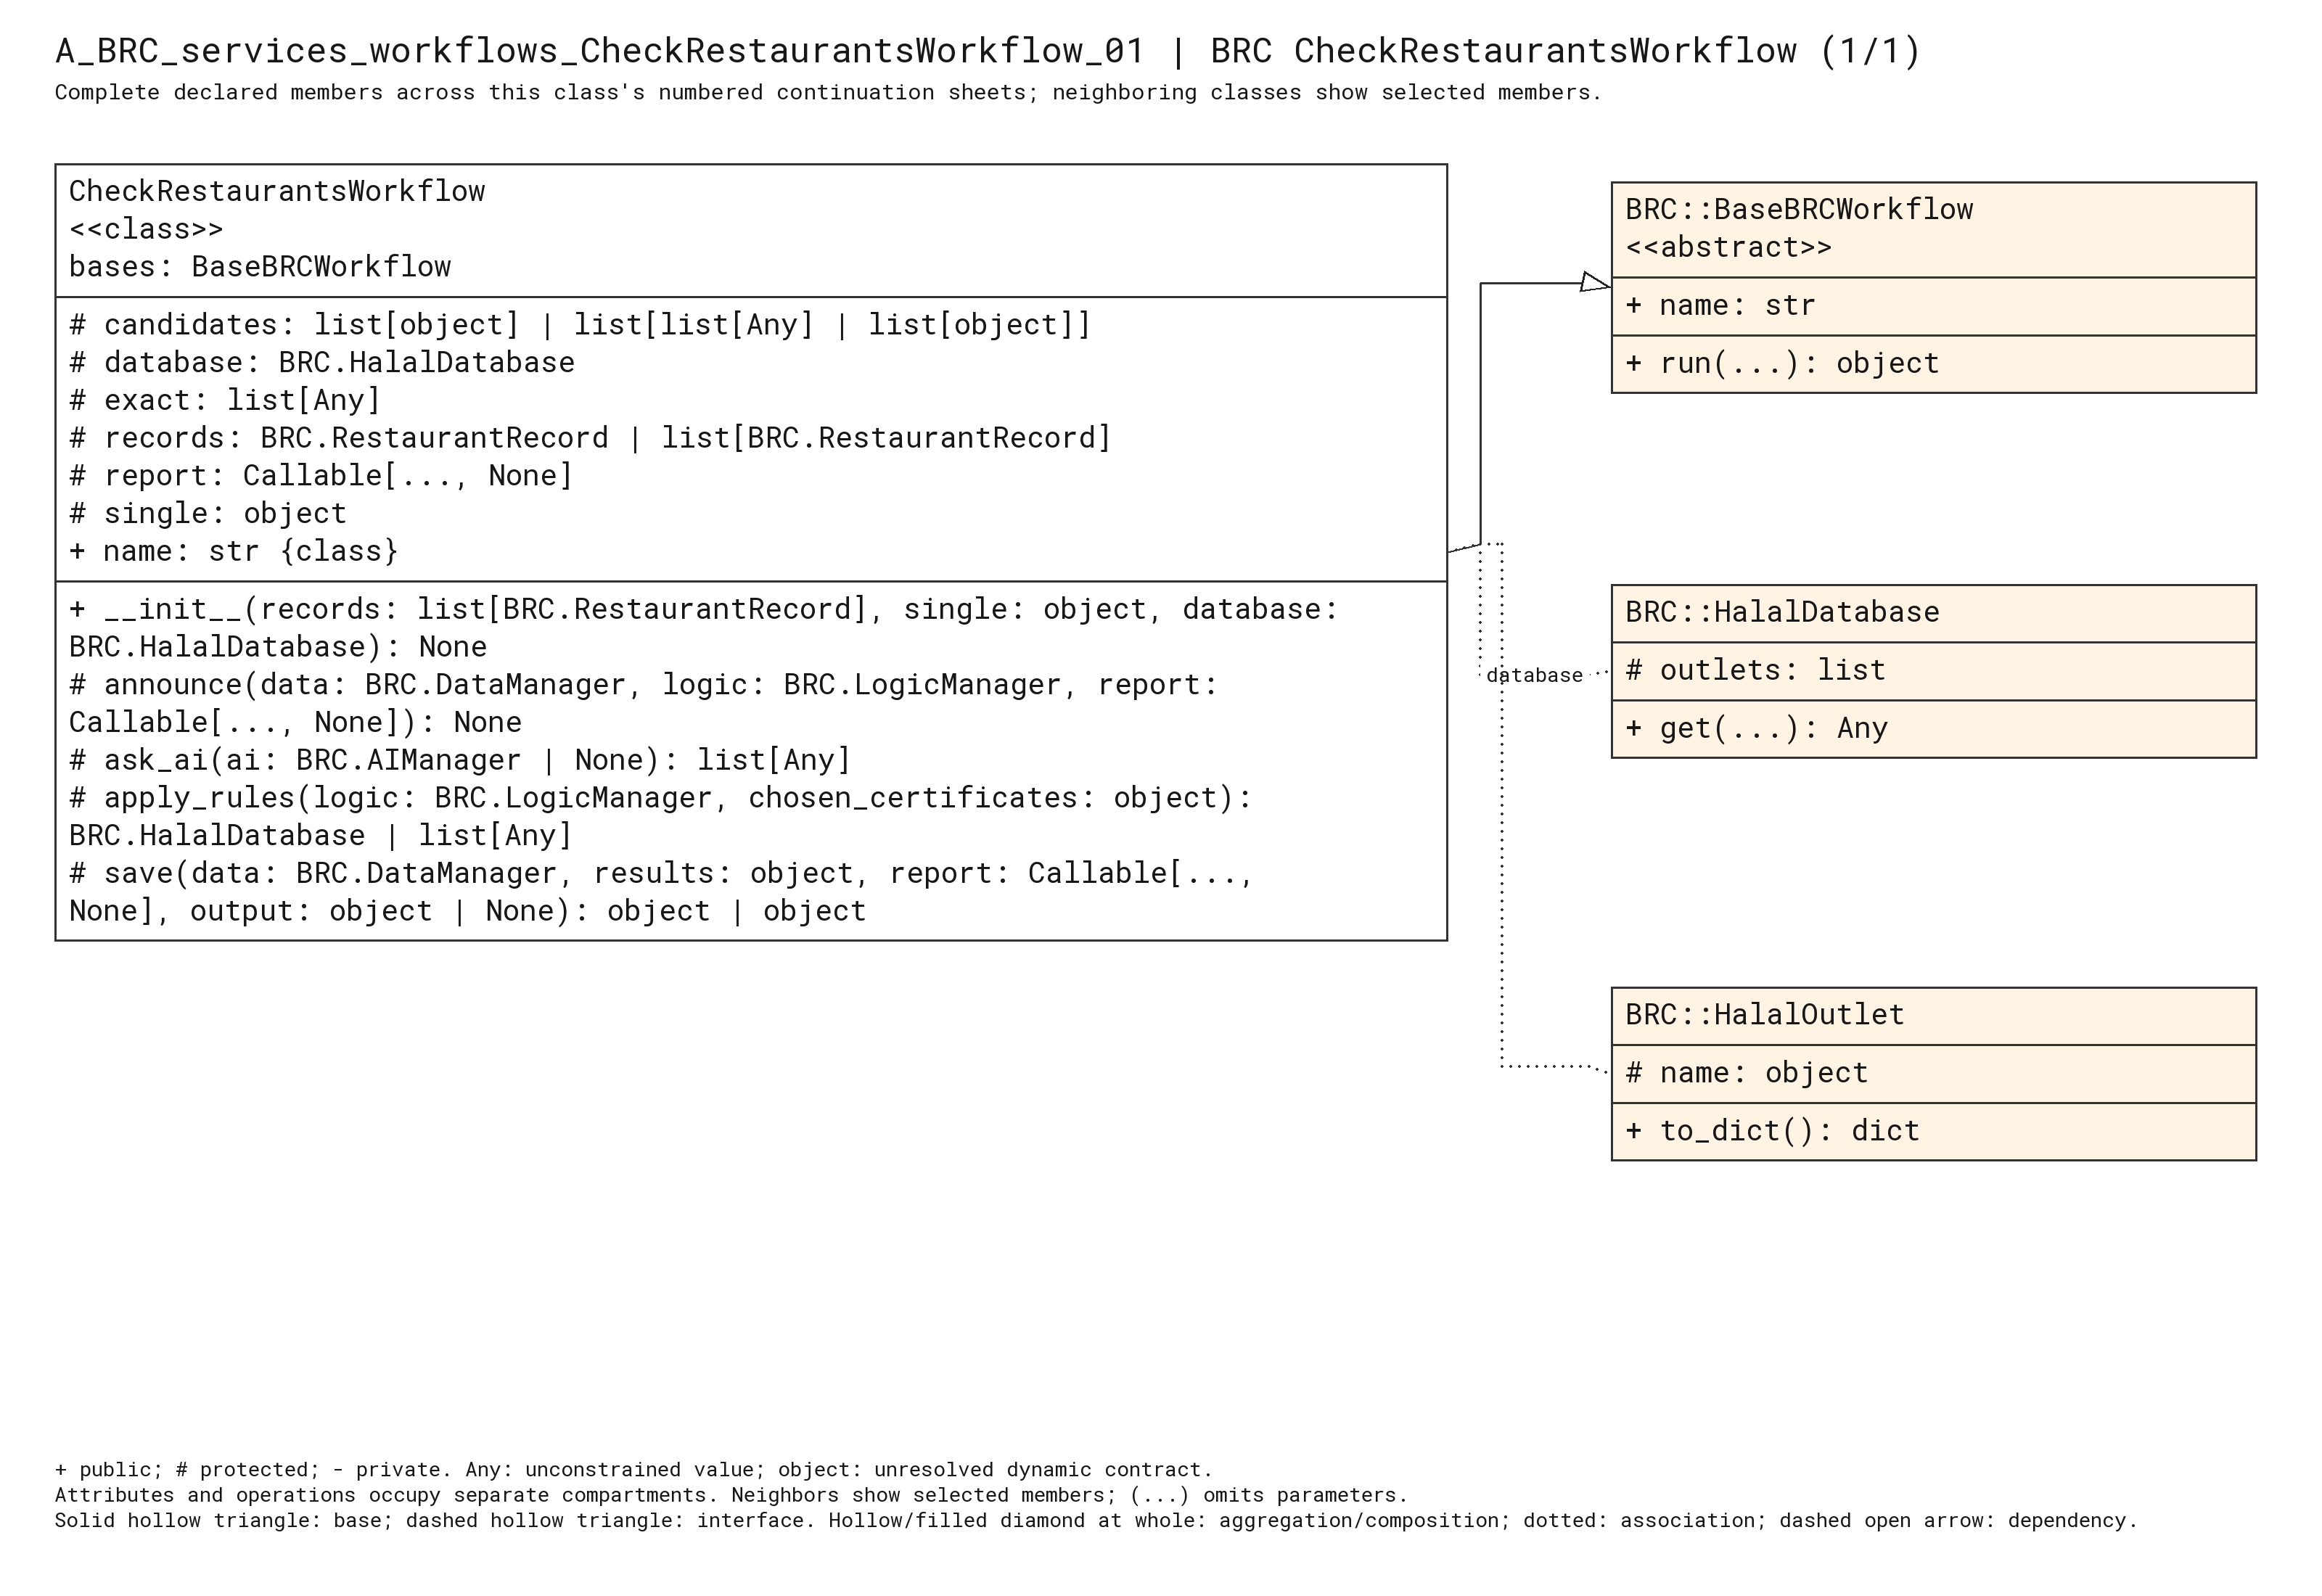 A_BRC_services_workflows_CheckRestaurantsWorkflow_01 | BRC CheckRestaurantsWorkflow (1/1)
Complete declared members across this class's numbered continuation sheets; neighboring classes show selected members.
CheckRestaurantsWorkflow
<<class>>
bases: BaseBRCWorkflow
# candidates: list[object] | list[list[Any] | list[object]]
# database: BRC.HalalDatabase
# exact: list[Any]
# records: BRC.RestaurantRecord | list[BRC.RestaurantRecord]
# report: Callable[..., None]
# single: object
+ name: str {class}
+ __init__(records: list[BRC.RestaurantRecord], single: object, database:
BRC.HalalDatabase): None
# announce(data: BRC.DataManager, logic: BRC.LogicManager, report:
Callable[..., None]): None
# ask_ai(ai: BRC.AIManager | None): list[Any]
# apply_rules(logic: BRC.LogicManager, chosen_certificates: object):
BRC.HalalDatabase | list[Any]
# save(data: BRC.DataManager, results: object, report: Callable[...,
None], output: object | None): object | object
BRC::BaseBRCWorkflow
<<abstract>>
+ name: str
+ run(...): object
database
BRC::HalalDatabase
# outlets: list
+ get(...): Any
BRC::HalalOutlet
# name: object
+ to_dict(): dict
+ public; # protected; - private. Any: unconstrained value; object: unresolved dynamic contract.
Attributes and operations occupy separate compartments. Neighbors show selected members; (...) omits parameters.
Solid hollow triangle: base; dashed hollow triangle: interface. Hollow/filled diamond at whole: aggregation/composition; dotted: association; dashed open arrow: dependency.